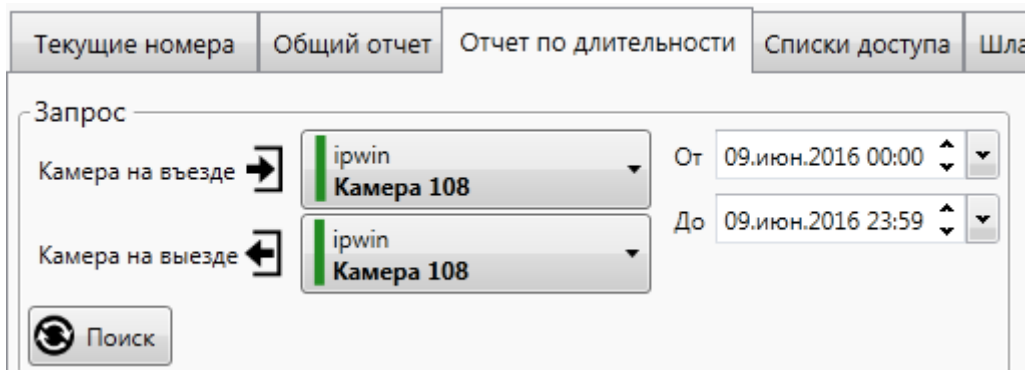 Текущие номера Общий отчет Отчет по длительности Списки доступа Шла
Запрос
Камера на въезде ipwin Камера 108 От 09.июн.2016 00:00
До 09.июн.2016 23:59
Камера на выезде ipwin Камера 108
Поиск